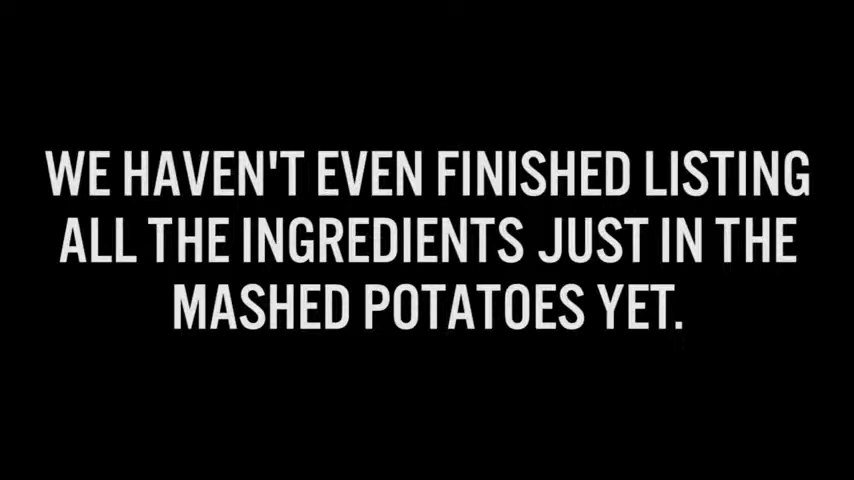 WE HAVEN'T EVEN FINISHED LISTING
ALL THE INGREDIENTS JUST IN THE
MASHED POTATOES YET.